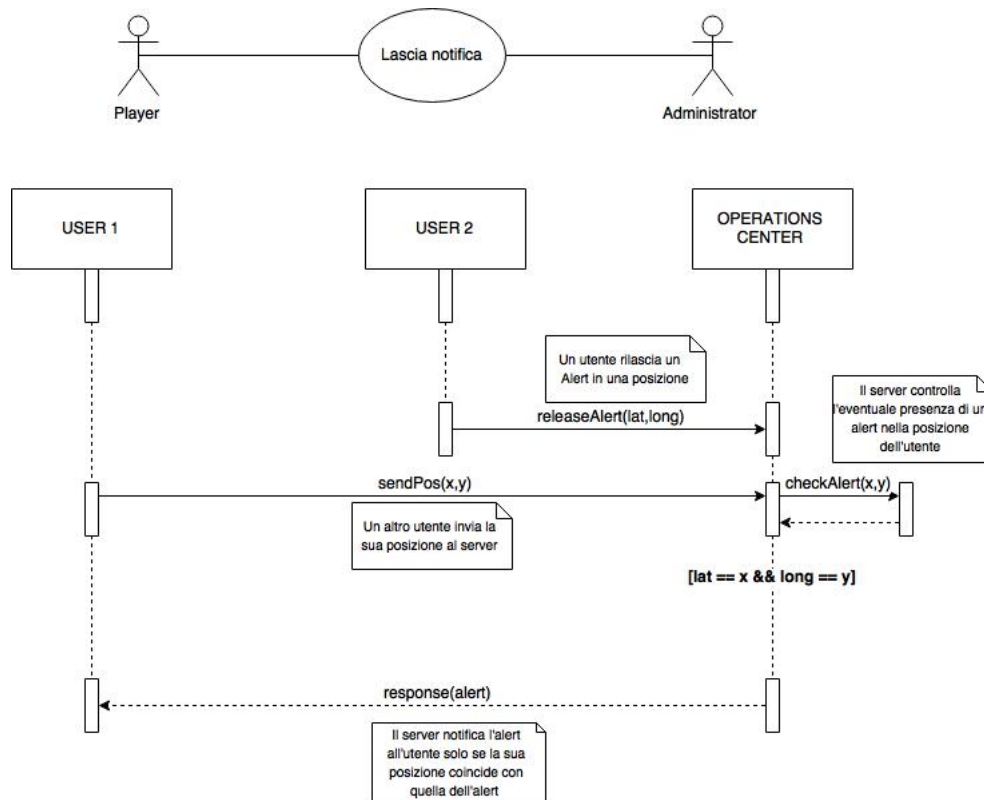 Lascia notifica
Player
Administrator
USER 1
USER 2
OPERATIONS
CENTER
Un utente rilascia un
Alert in una posizione
Il server controlla
l'eventuale presenza di un
alert nella posizione
dell'utente
releaseAlert(lat,long)
sendPos(x,y)
checkAlert(x,y)
Un altro utente invia la
sua posizione al server
[lat == x && long == y]
response(alert)
Il server notifica l'alert
all'utente solo se la sua
posizione coincide con
quella dell'alert